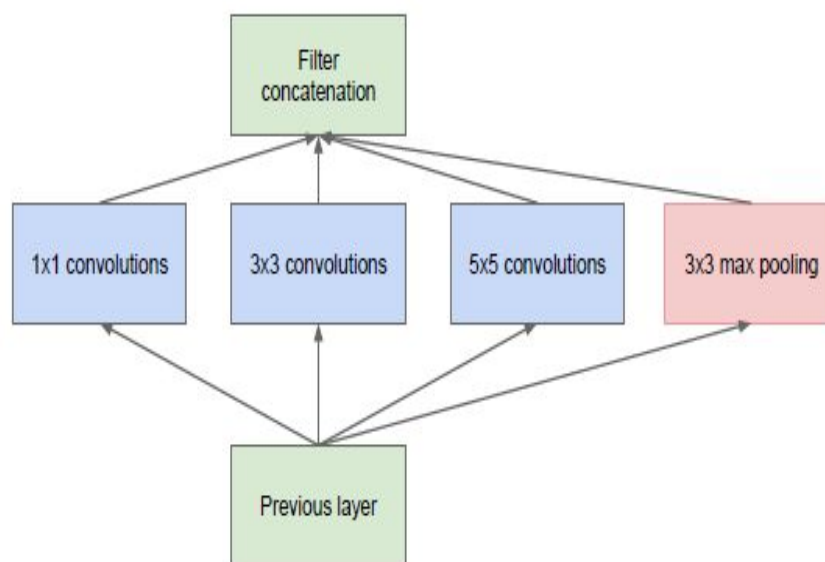 Filter
concatenation
1x1 convolutions
3x3 convolutions
5x5 convolutions
3x3 max pooling
Previous layer